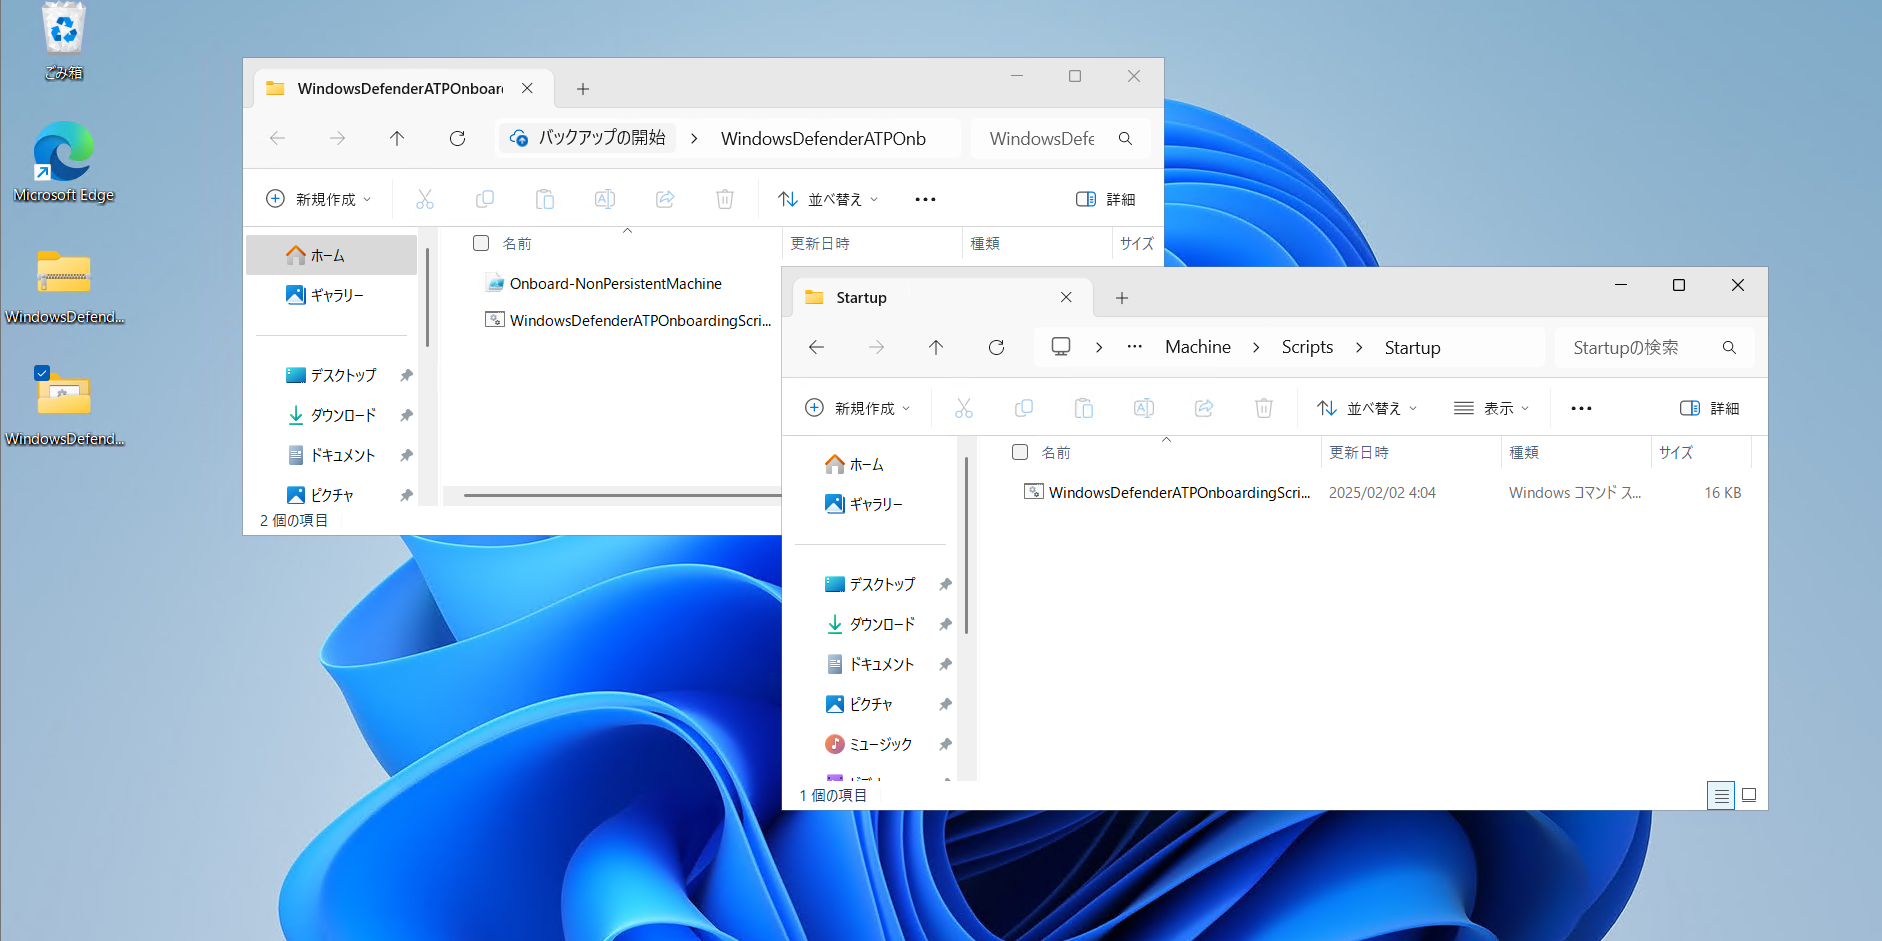 ごみ箱
Microsoft Edge
WindowsDefend...
WindowsDefend...
WindowsDefenderATPOnboar
バックアップの開始 WindowsDefenderATPOnb WindowsDefe
新規作成 並べ替え 詳細
名前 更新日時 種類 サイズ
ホーム
ギャラリー
デスクトップ
ダウンロード
ドキュメント
ピクチャ
Onboard-NonPersistentMachine
WindowsDefenderATPOnboardingScri...
2 個の項目
Startup
Machine Scripts Startup Startupの検索
新規作成 並べ替え 表示 詳細
名前 更新日時 種類 サイズ
ホーム
ギャラリー
デスクトップ
ダウンロード
ドキュメント
ピクチャ
ミュージック
WindowsDefenderATPOnboardingScri... 2025/02/02 4:04 Windows コマンド ス... 16 KB
1 個の項目